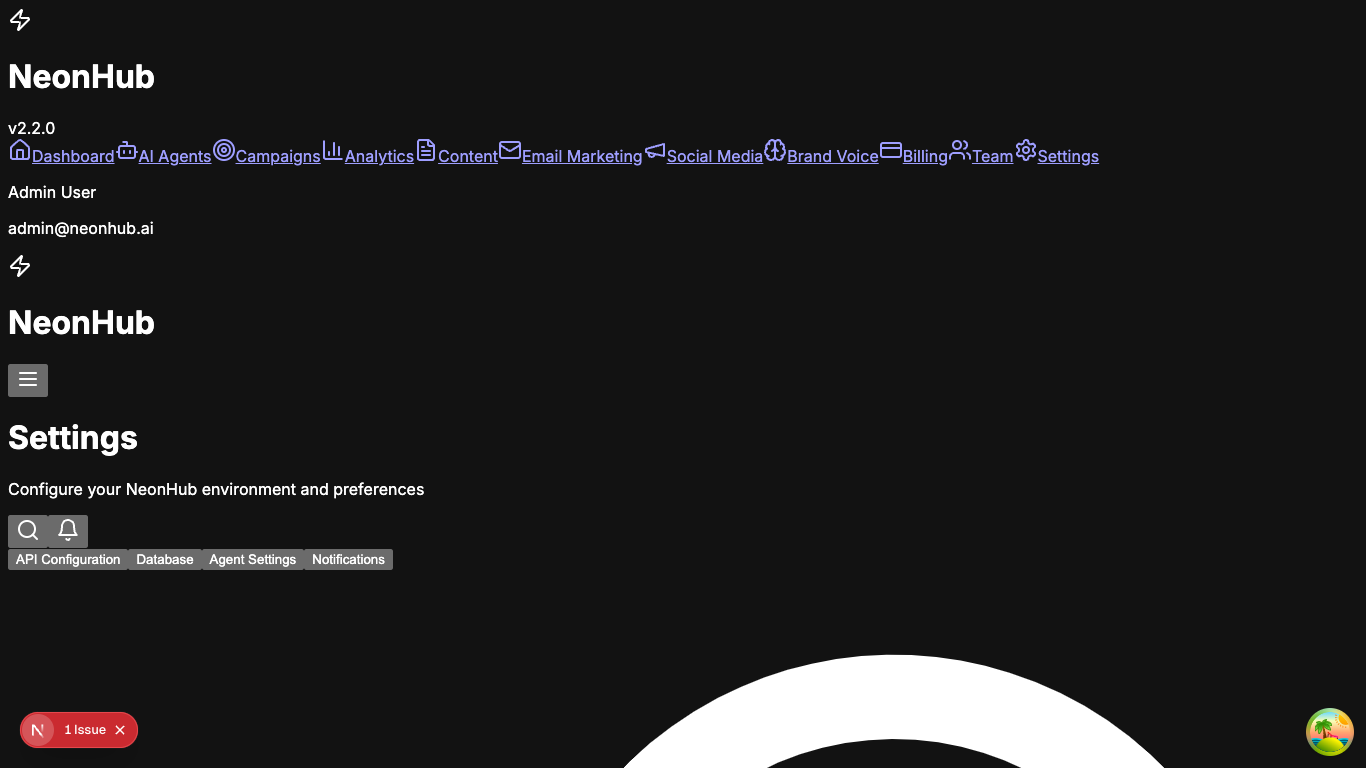 NeonHub
v2.2.0
Dashboard AI Agents Campaigns Analytics Content Email Marketing Social Media Brand Voice Billing Team Settings
Admin User
admin@neonhub.ai
NeonHub
Settings
Configure your NeonHub environment and preferences
API Configuration Database Agent Settings Notifications
N 1 Issue